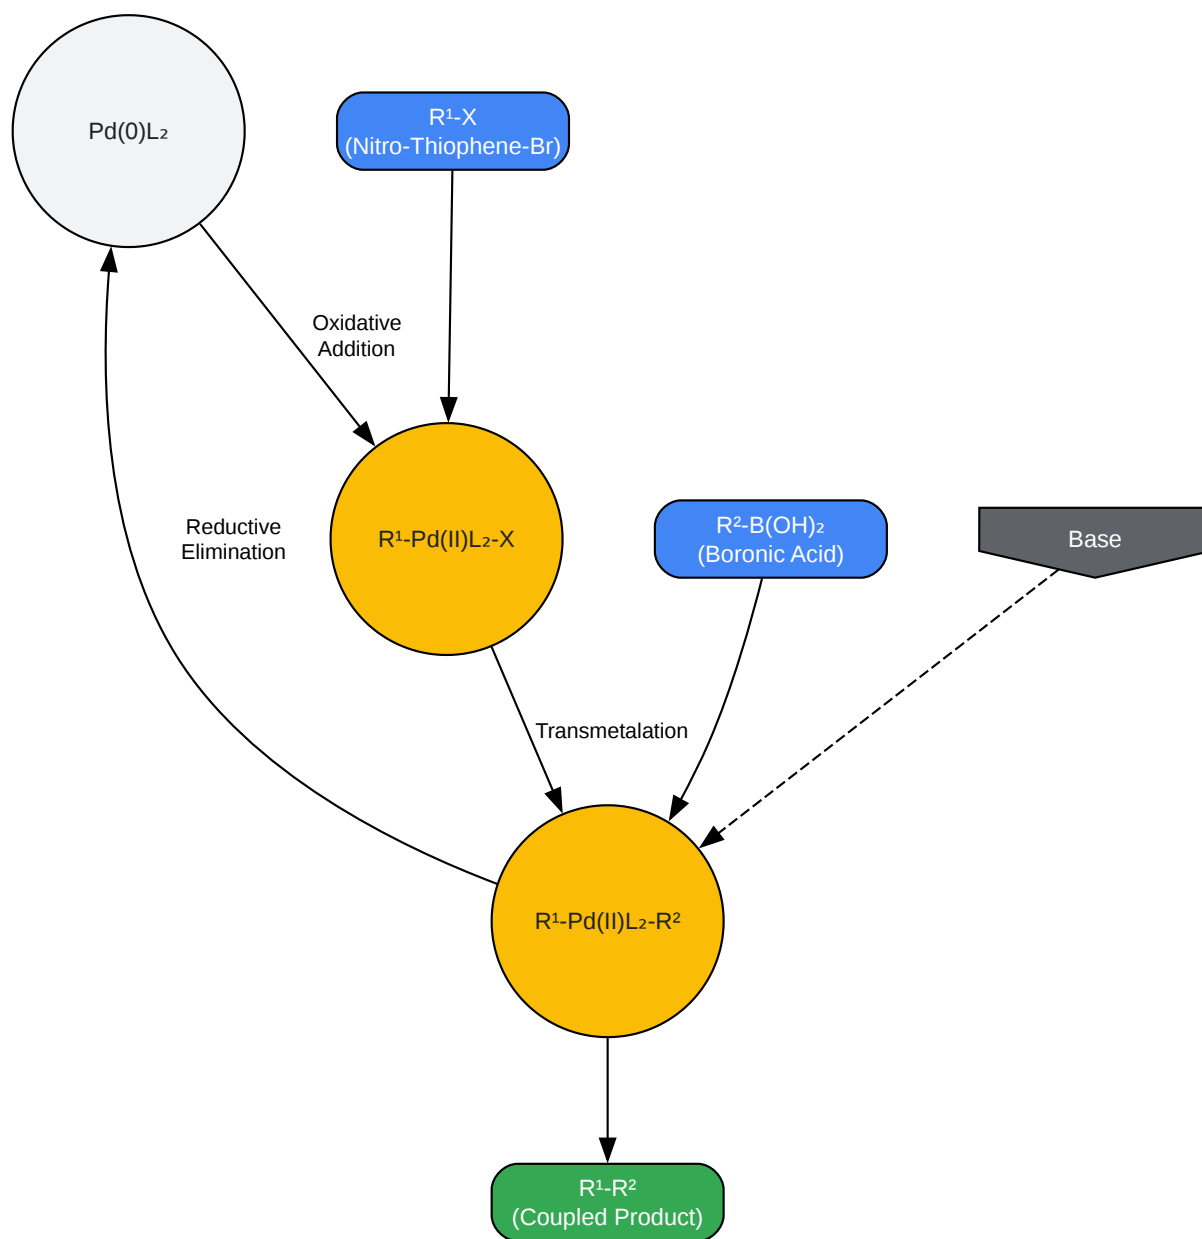 Pd(0)L₂
R¹-X
(Nitro-Thiophene-Br)
Oxidative
Addition
Reductive
Elimination
R¹-Pd(II)L₂-X
R²-B(OH)₂
(Boronic Acid)
Base
Transmetalation
R¹-Pd(II)L₂-R²
R¹-R²
(Coupled Product)